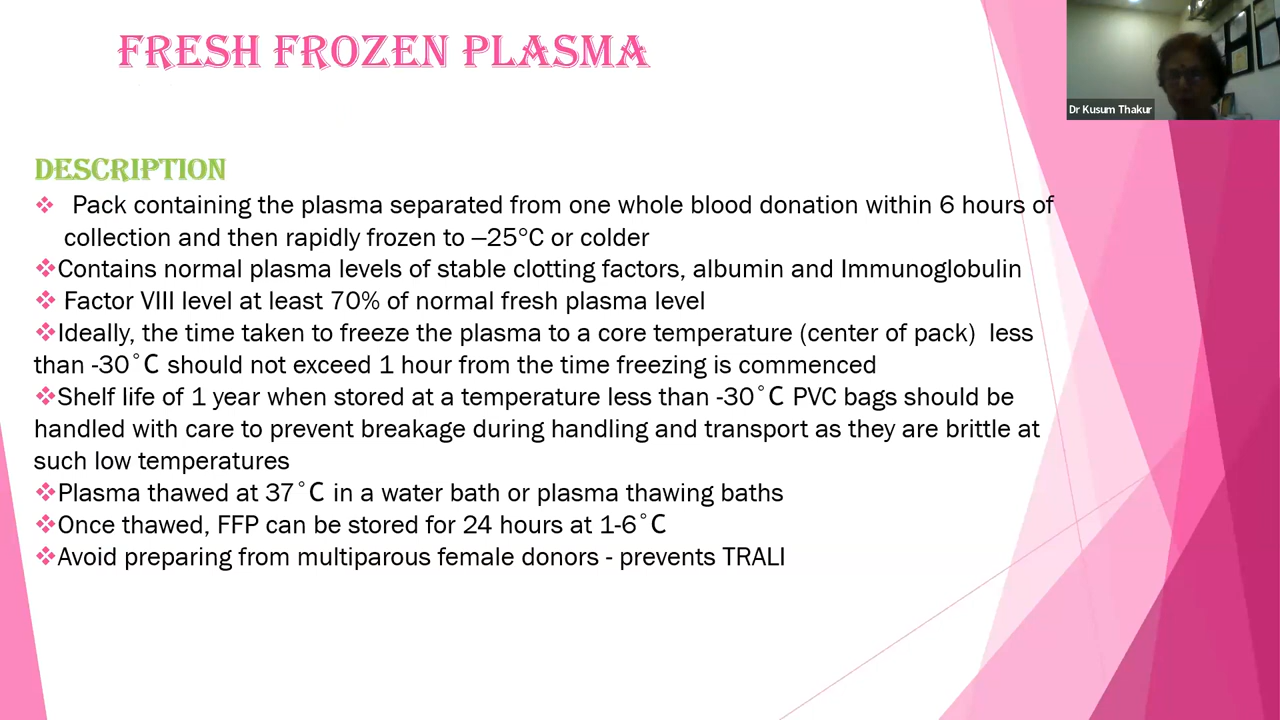 FRESH FROZEN PLASMA
Dr Kusum Thakur
DESCRIPTION
❖ Pack containing the plasma separated from one whole blood donation within 6 hours of
collection and then rapidly frozen to –25°C or colder
❖Contains normal plasma levels of stable clotting factors, albumin and Immunoglobulin
❖ Factor VIII level at least 70% of normal fresh plasma level
❖Ideally, the time taken to freeze the plasma to a core temperature (center of pack)  less
than -30˚C should not exceed 1 hour from the time freezing is commenced
❖Shelf life of 1 year when stored at a temperature less than -30˚C PVC bags should be
handled with care to prevent breakage during handling and transport as they are brittle at
such low temperatures
❖Plasma thawed at 37˚C in a water bath or plasma thawing baths
❖Once thawed, FFP can be stored for 24 hours at 1-6˚C
❖Avoid preparing from multiparous female donors - prevents TRALI